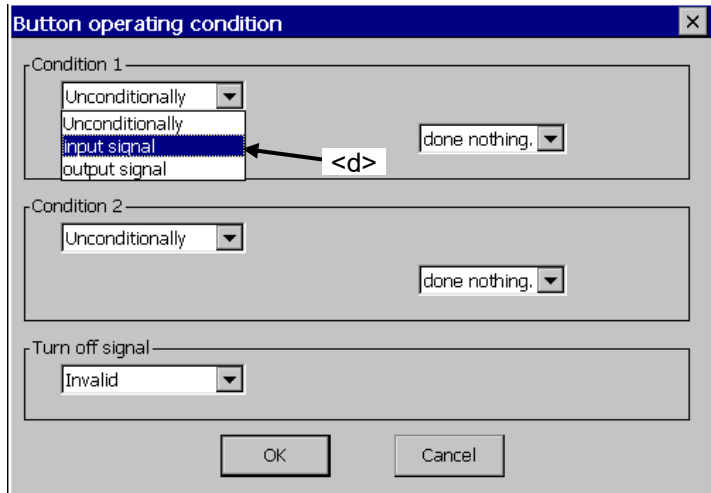 Button operating condition
Condition 1
Unconditionally
Unconditionally
input signal
output signal
done nothing.
<d>
Condition 2
Unconditionally
done nothing.
Turn off signal
Invalid
OK Cancel